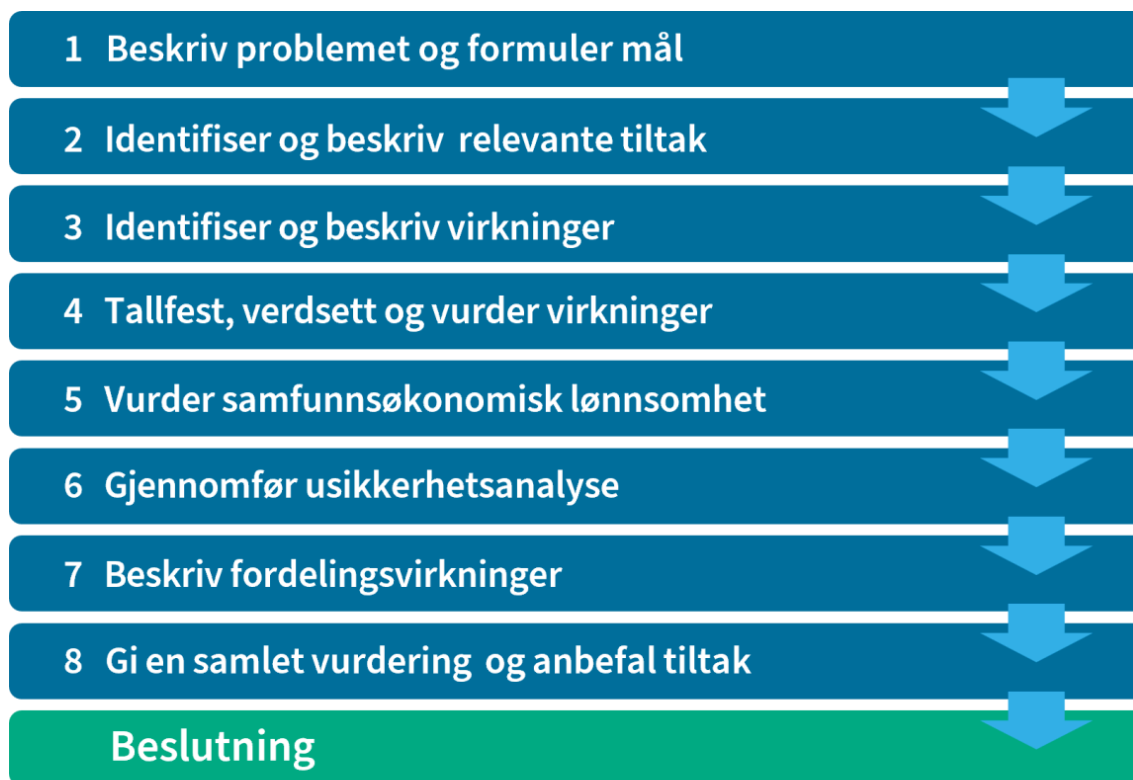 1 Beskriv problemet og formuler mål
2 Identifiser og beskriv relevante tiltak
3 Identifiser og beskriv virkninger
4 Tallfest, verdsett og vurder virkninger
5 Vurder samfunnsøkonomisk lønnsomhet
6 Gjennomfør usikkerhetsanalyse
7 Beskriv fordelingsvirkninger
8 Gi en samlet vurdering og anbefal tiltak
Beslutning